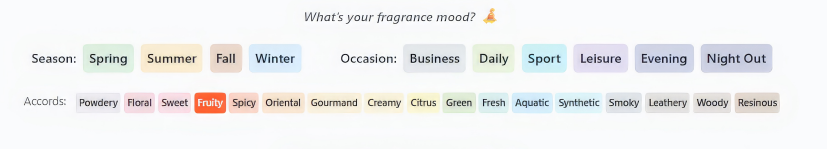 What's your fragrance mood?
Season: Spring Summer Fall Winter Occasion: Business Daily Sport Leisure Evening Night Out
Accords: Powdery Floral Sweet Fruity Spicy Oriental Gourmand Creamy Citrus Green Fresh Aquatic Synthetic Smoky Leathery Woody Resinous